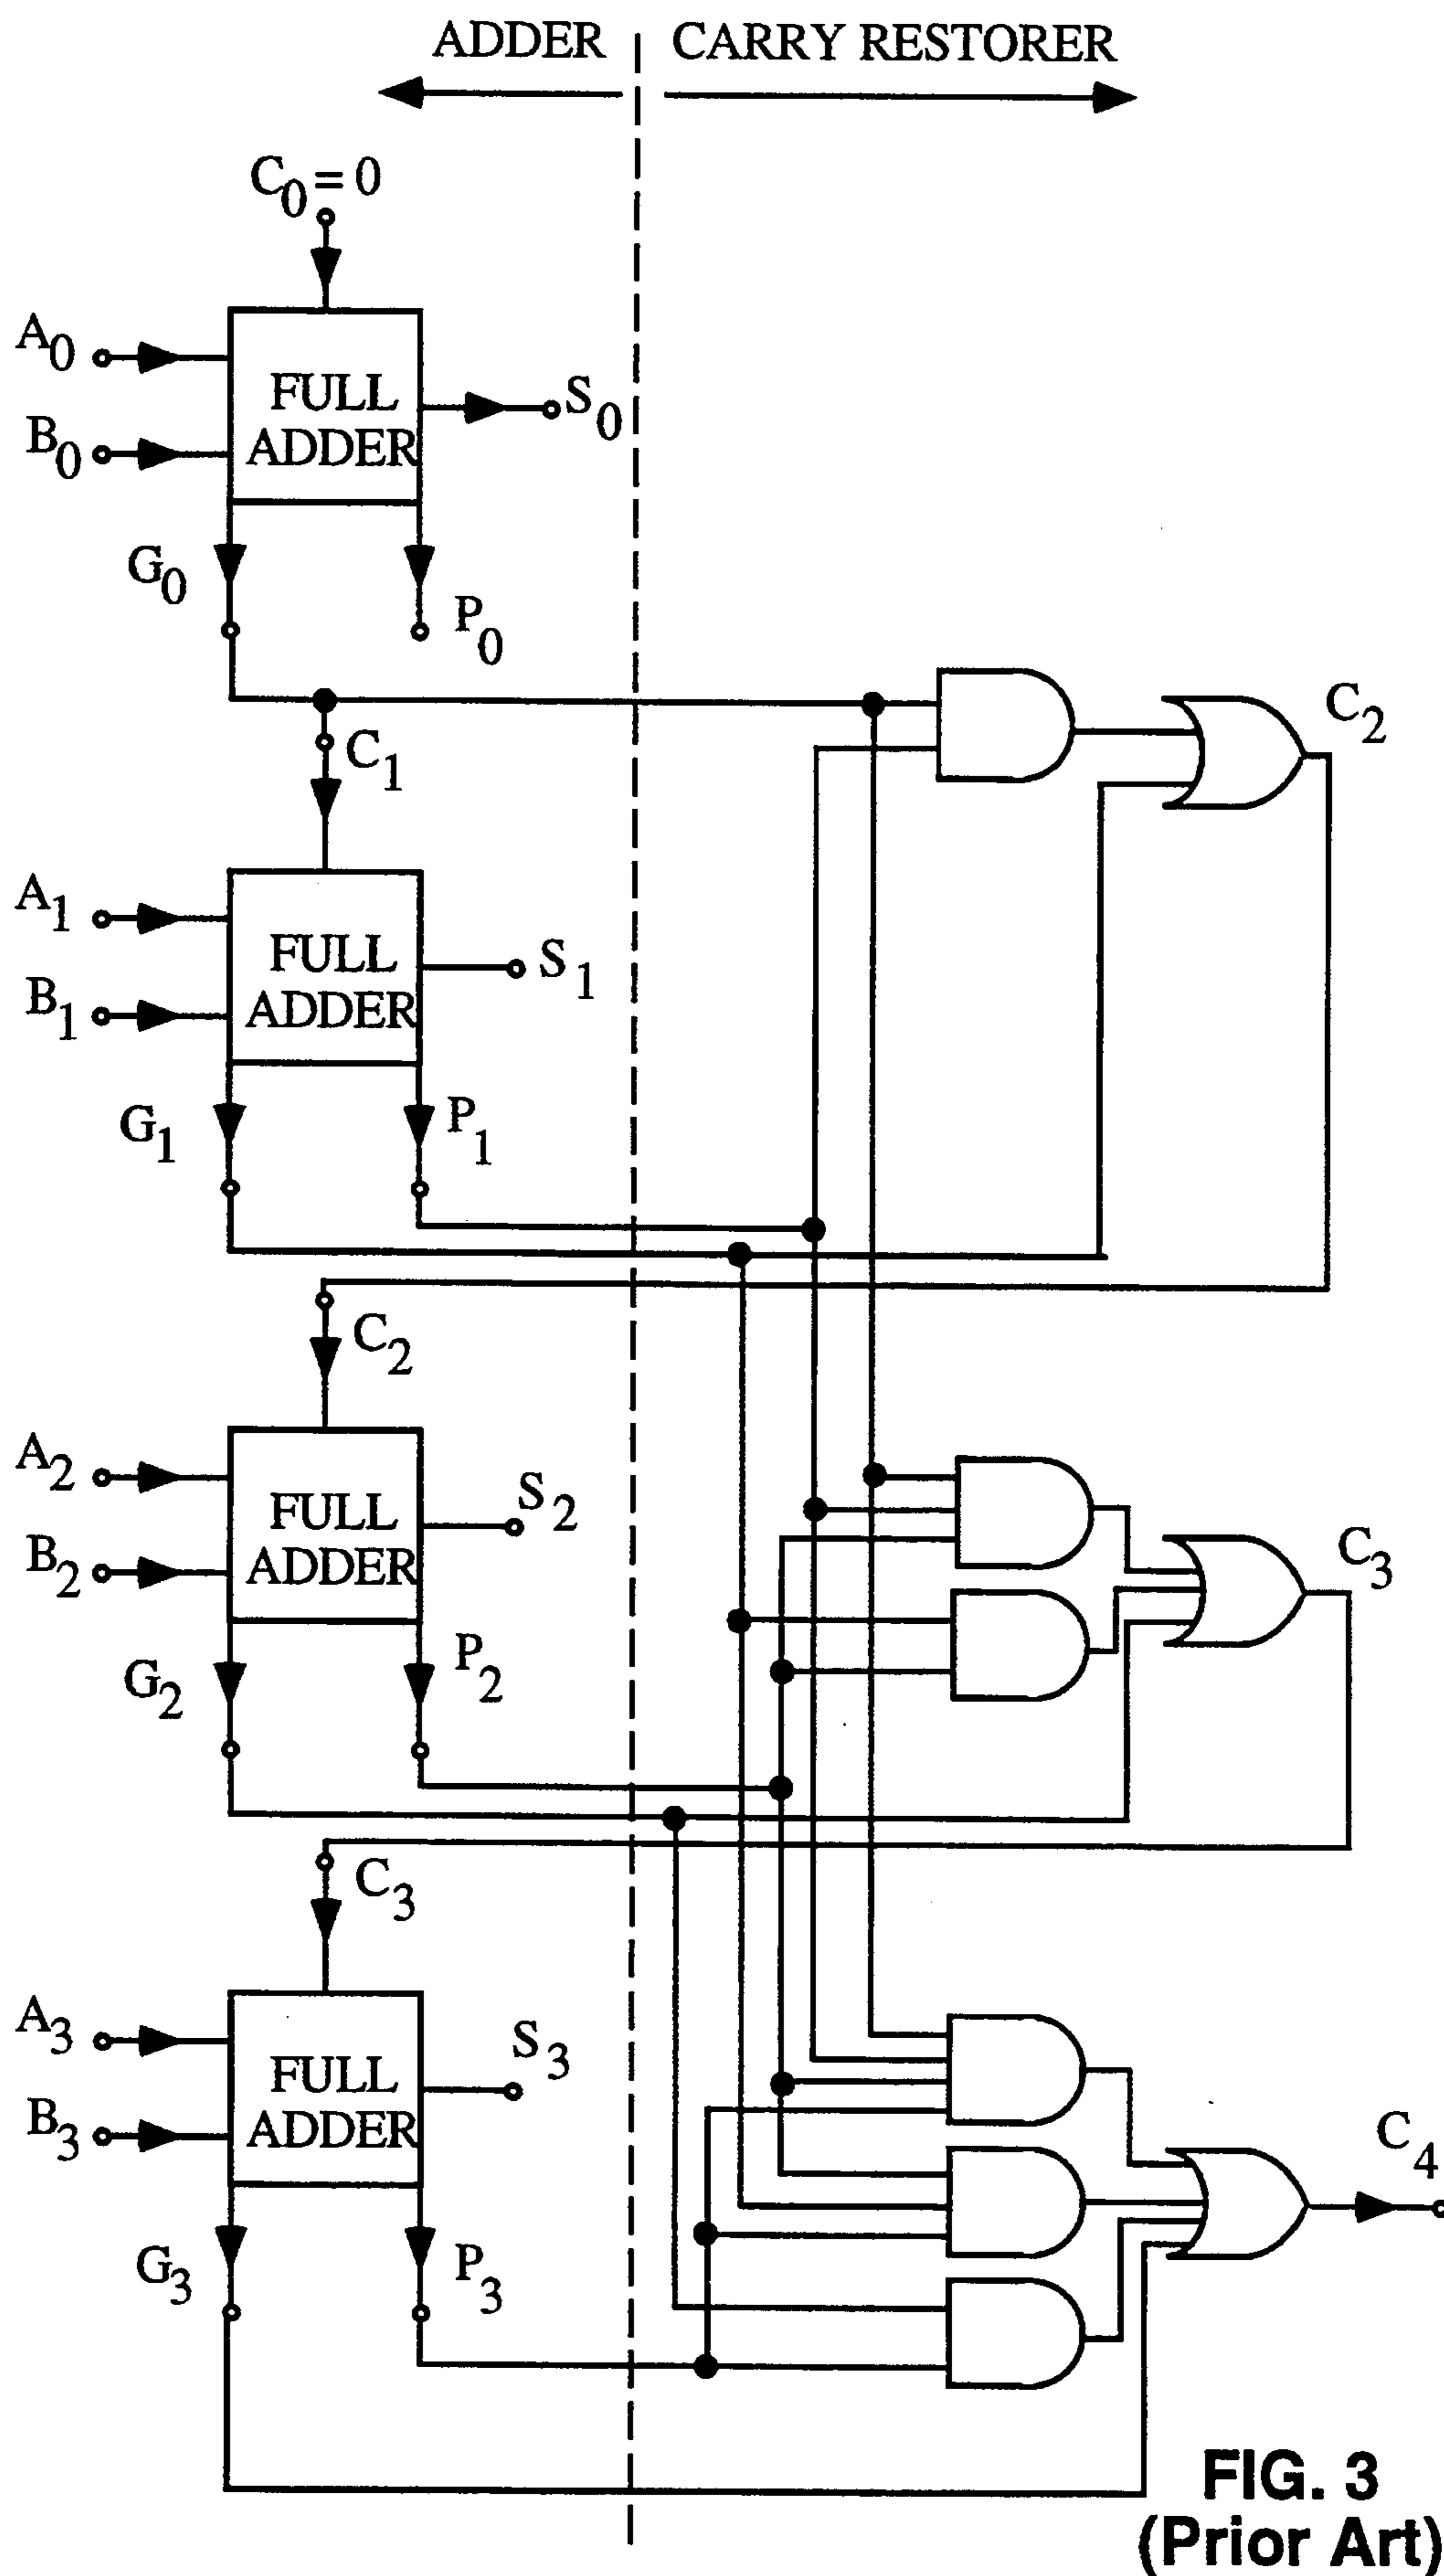 ADDER CARRY RESTORER
C0 = 0
A0
FULL ADDER
S0
B0
G0
P0
C2
C1
A1
FULL ADDER
S1
B1
G1
P1
C2
A2
FULL ADDER
S2
B2
C3
G2
P2
C3
A3
FULL ADDER
S3
B3
C4
G3
P3
FIG. 3
(Prior Art)